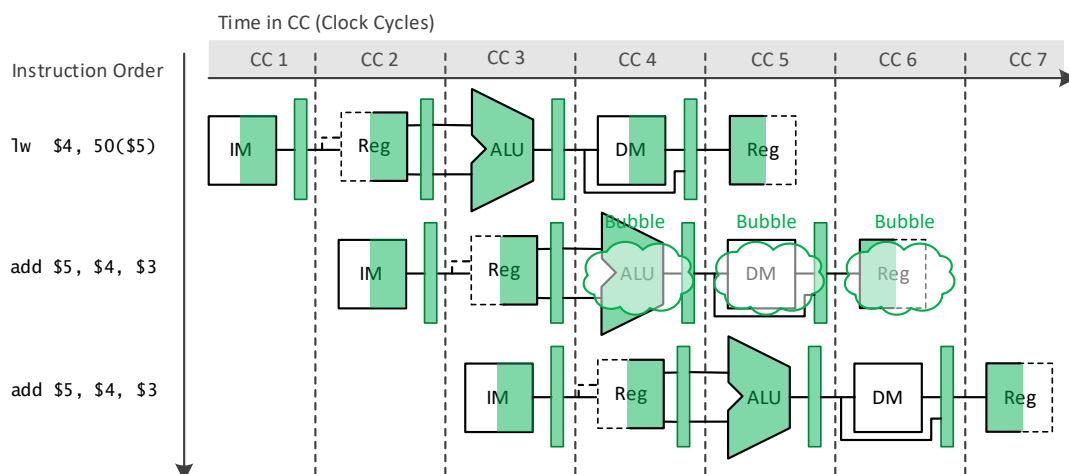 Time in CC (Clock Cycles)
Instruction Order
CC 1 CC 2 CC 3 CC 4 CC 5 CC 6 CC 7
lw $4, 50($5)
IM Reg ALU DM Reg
Bubble Bubble Bubble
add $5, $4, $3
IM Reg ALU DM Reg
add $5, $4, $3
IM Reg ALU DM Reg